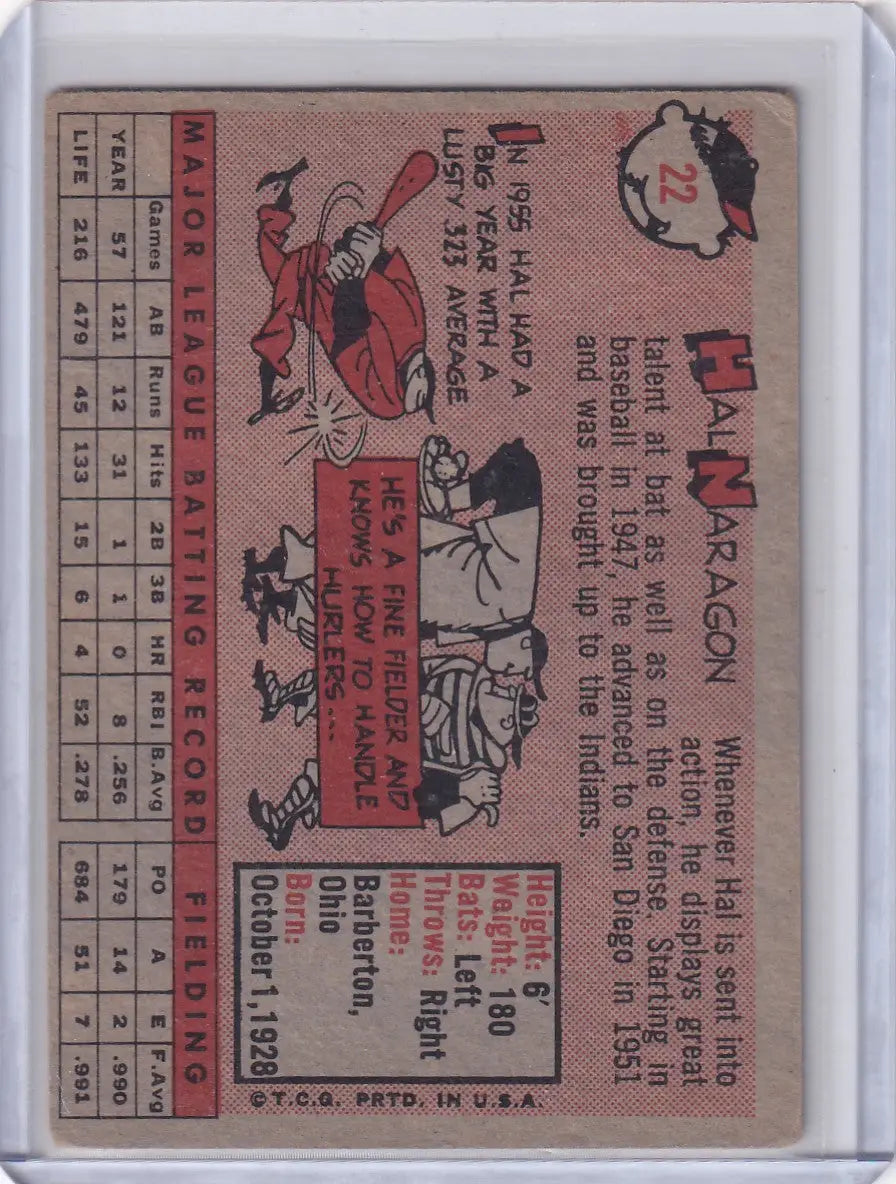 22
HAL NARAGON
Whenever Hal is sent into
action, he displays great
talent at bat as well as on the defense. Starting in
baseball in 1947, he advanced to San Diego in 1951
and was brought up to the Indians.
IN 1955 HAL HAD A
BIG YEAR WITH A
LUSTY .323 AVERAGE
HE'S A FINE FIELDER AND
KNOWS HOW TO HANDLE
HURLERS...
Height: 6'
Weight: 180
Bats: Left
Throws: Right
Home:
Barberton,
Ohio
Born:
October 1, 1928
©T.C.G. PRTD. IN U.S.A.
MAJOR LEAGUE BATTING RECORD FIELDING
Games AB Runs Hits 2B 3B HR RBI B.Avg PO A E F.Avg
YEAR 57 121 12 31 1 1 0 8 .256 179 14 2 .990
LIFE 216 479 45 133 15 6 4 52 .278 684 51 7 .991